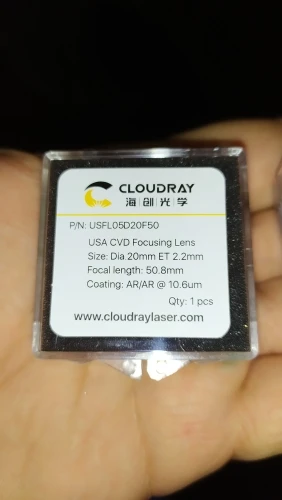 CLOUDRAY
海创光学
P/N: USFL05D20F50
USA CVD Focusing Lens
Size: Dia 20mm ET 2.2mm
Focal length: 50.8mm
Coating: AR/AR @ 10.6um
Qty: 1 pcs
www.cloudraylaser.com